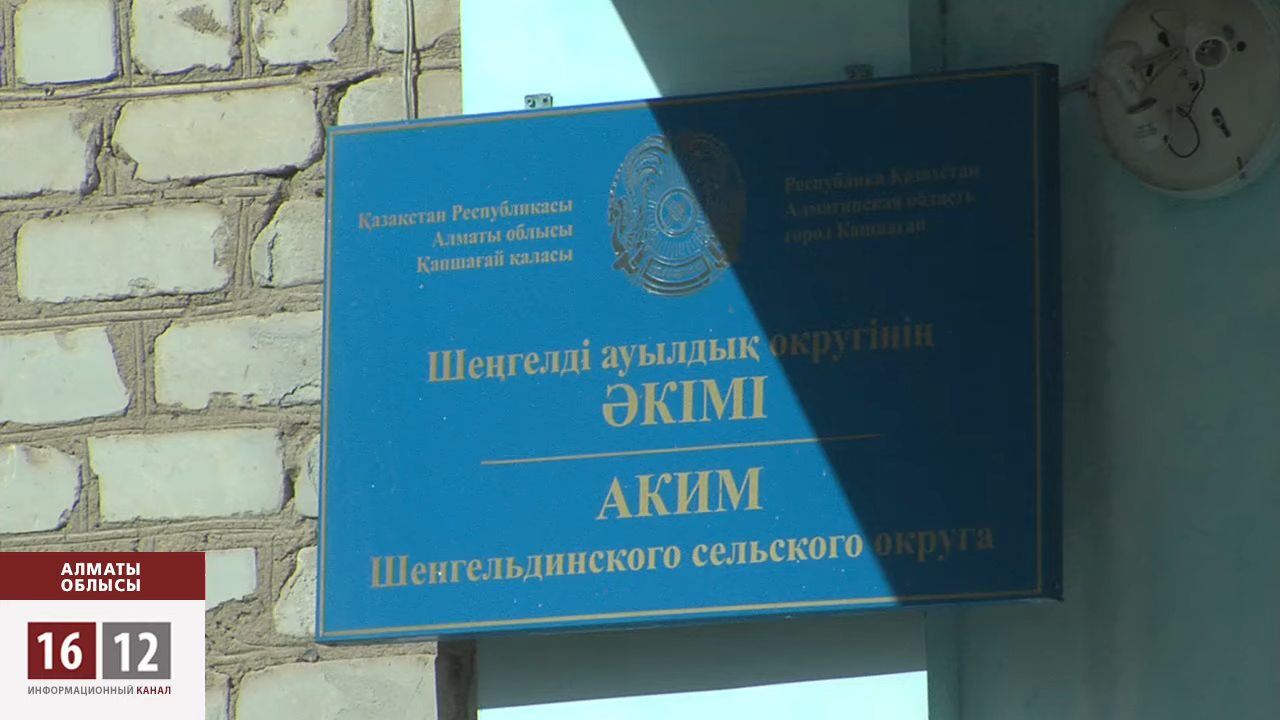 Қазақстан Республикасы
Алматы облысы
Қапшағай қаласы
Республика Казахстан
Алматинская область
город Капшагай
Шеңгелді ауылдық округінің
ӘКІМІ
АКИМ
Шенгельдинского сельского округа
АЛМАТЫ
ОБЛЫСЫ
16 12
ИНФОРМАЦИОННЫЙ КАНАЛ